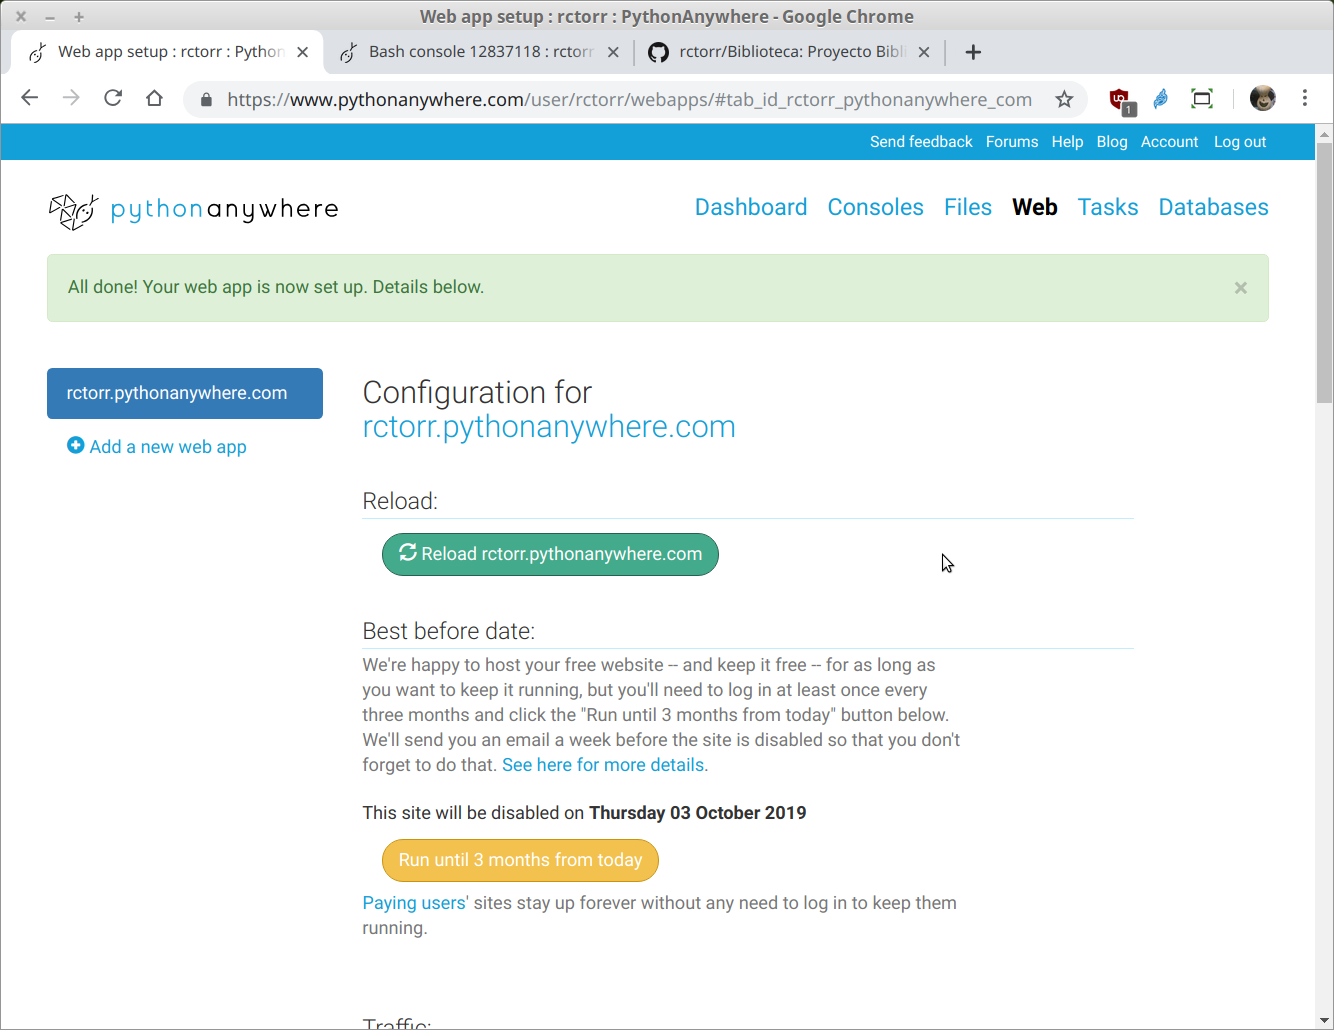 Web app setup : rctorr : PythonAnywhere - Google Chrome
Web app setup : rctorr : Python
Bash console 12837118 : rctorr
rctorr/Biblioteca: Proyecto Bibl
https://www.pythonanywhere.com/user/rctorr/webapps/#tab_id_rctorr_pythonanywhere_com
1
Send feedback Forums Help Blog Account Log out
pythonanywhere
Dashboard Consoles Files Web Tasks Databases
All done! Your web app is now set up. Details below.
rctorr.pythonanywhere.com
Add a new web app
Configuration for
rctorr.pythonanywhere.com
Reload:
Reload rctorr.pythonanywhere.com
Best before date:
We're happy to host your free website -- and keep it free -- for as long as
you want to keep it running, but you'll need to log in at least once every
three months and click the "Run until 3 months from today" button below.
We'll send you an email a week before the site is disabled so that you don't
forget to do that. See here for more details.
This site will be disabled on Thursday 03 October 2019
Run until 3 months from today
Paying users' sites stay up forever without any need to log in to keep them
running.
Traffic: